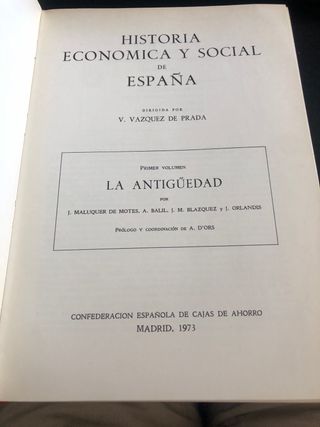 HISTORIA
ECONOMICA Y SOCIAL
DE
ESPAÑA
DIRIGIDA POR
V. VAZQUEZ DE PRADA
PRIMER VOLUMEN
LA ANTIGÜEDAD
POR
J. MALUQUER DE MOTES, A. BALIL, J. M. BLAZQUEZ Y J. ORLANDIS
PRÓLOGO Y COORDINACIÓN DE A. D'ORS
CONFEDERACION ESPAÑOLA DE CAJAS DE AHORRO
MADRID, 1973